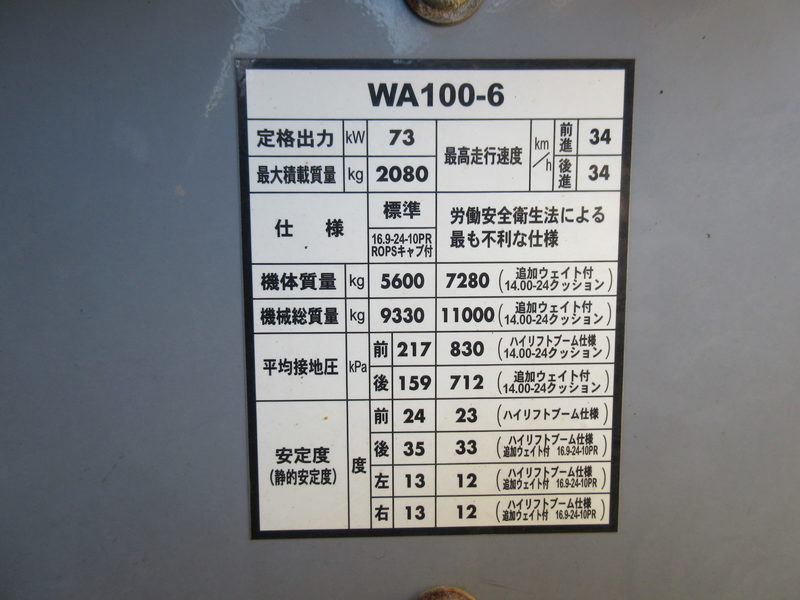 WA100-6
定格出力 kW 73 最高走行速度 km/h 前進 34
最大積載質量 kg 2080 後進 34
仕様 標準 労働安全衛生法による
16.9-24-10PR 最も不利な仕様
ROPSキャブ付
機体質量 kg 5600 7280 (追加ウェイト付
14.00-24クッション)
機械総質量 kg 9330 11000 (追加ウェイト付
14.00-24クッション)
平均接地圧 kPa 前 217 830 (ハイリフトブーム仕様
14.00-24クッション)
後 159 712 (追加ウェイト付
14.00-24クッション)
安定度 度 前 24 23 (ハイリフトブーム仕様)
(静的安定度) 後 35 33 (ハイリフトブーム仕様
追加ウェイト付 16.9-24-10PR)
左 13 12 (ハイリフトブーム仕様
追加ウェイト付 16.9-24-10PR)
右 13 12 (ハイリフトブーム仕様
追加ウェイト付 16.9-24-10PR)